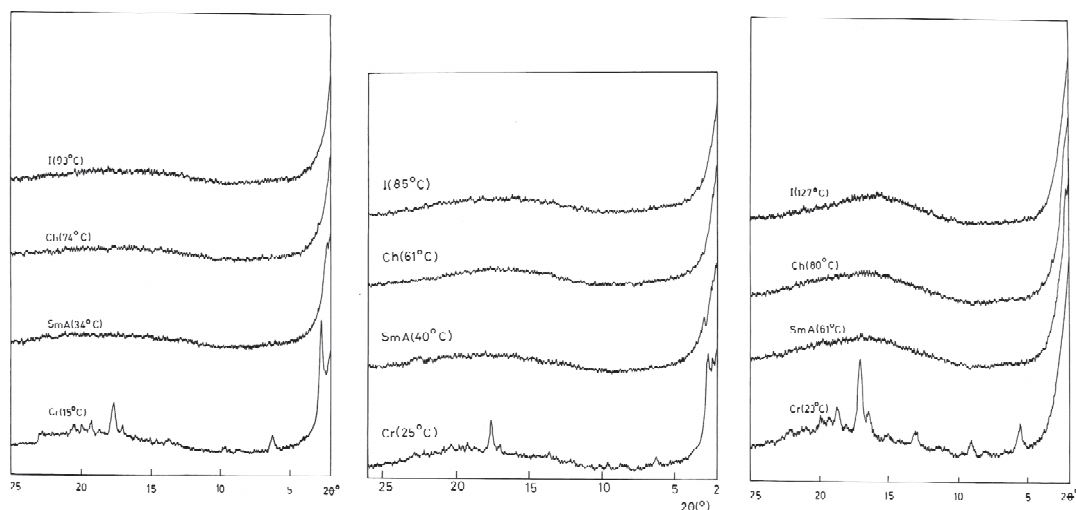 I(93°C)
Ch(74°C)
SmA(34°C)
Cr(15°C)
25 20 15 10 5 2θ°
I(85°C)
Ch(61°C)
SmA(40°C)
Cr(25°C)
25 20 15 10 5 2
2θ(°)
I(127°C)
Ch(80°C)
SmA(61°C)
Cr(23°C)
25 20 15 10 5 2θ°